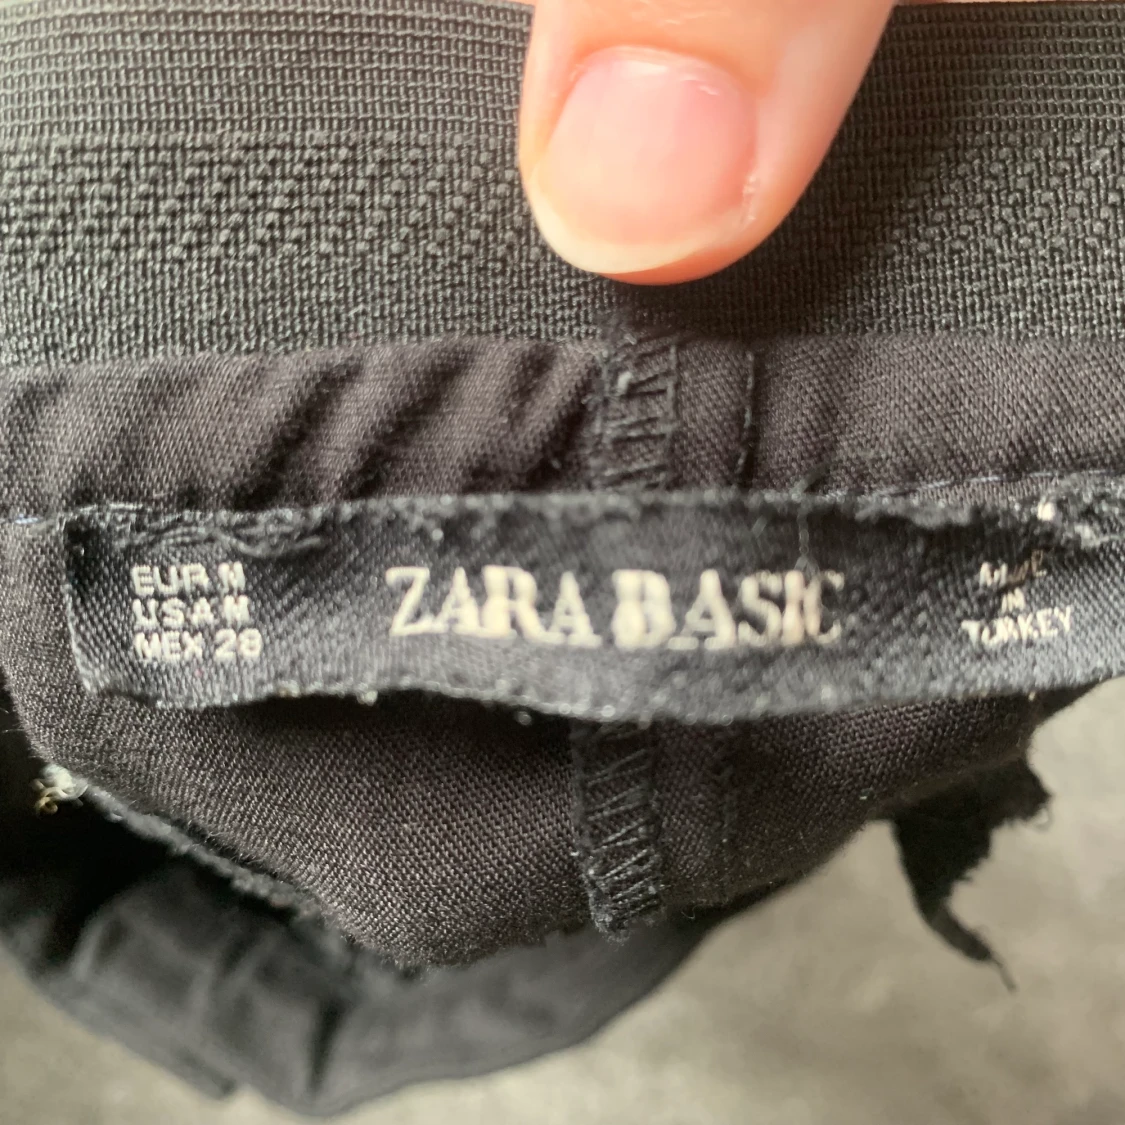 EUR M
USA M
MEX 28
ZARA BASIC
MADE
IN
TURKEY